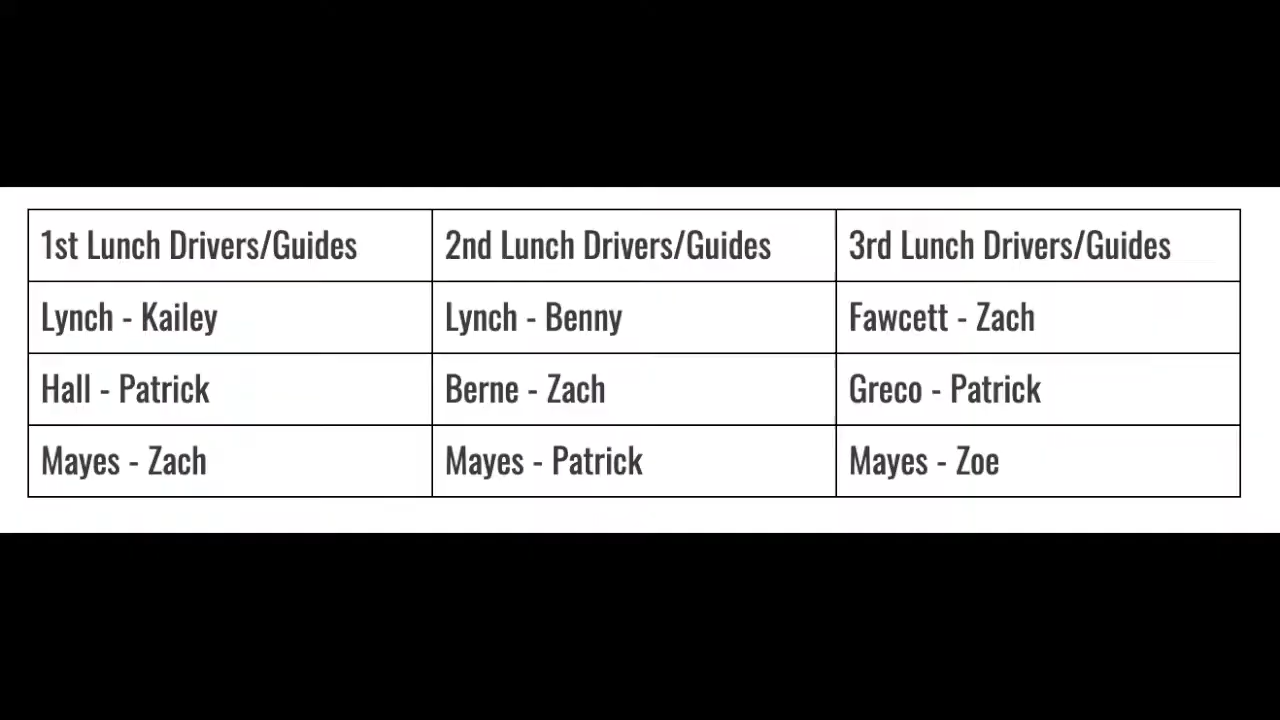 1st Lunch Drivers/Guides 2nd Lunch Drivers/Guides 3rd Lunch Drivers/Guides
Lynch - Kailey Lynch - Benny Fawcett - Zach
Hall - Patrick Berne - Zach Greco - Patrick
Mayes - Zach Mayes - Patrick Mayes - Zoe